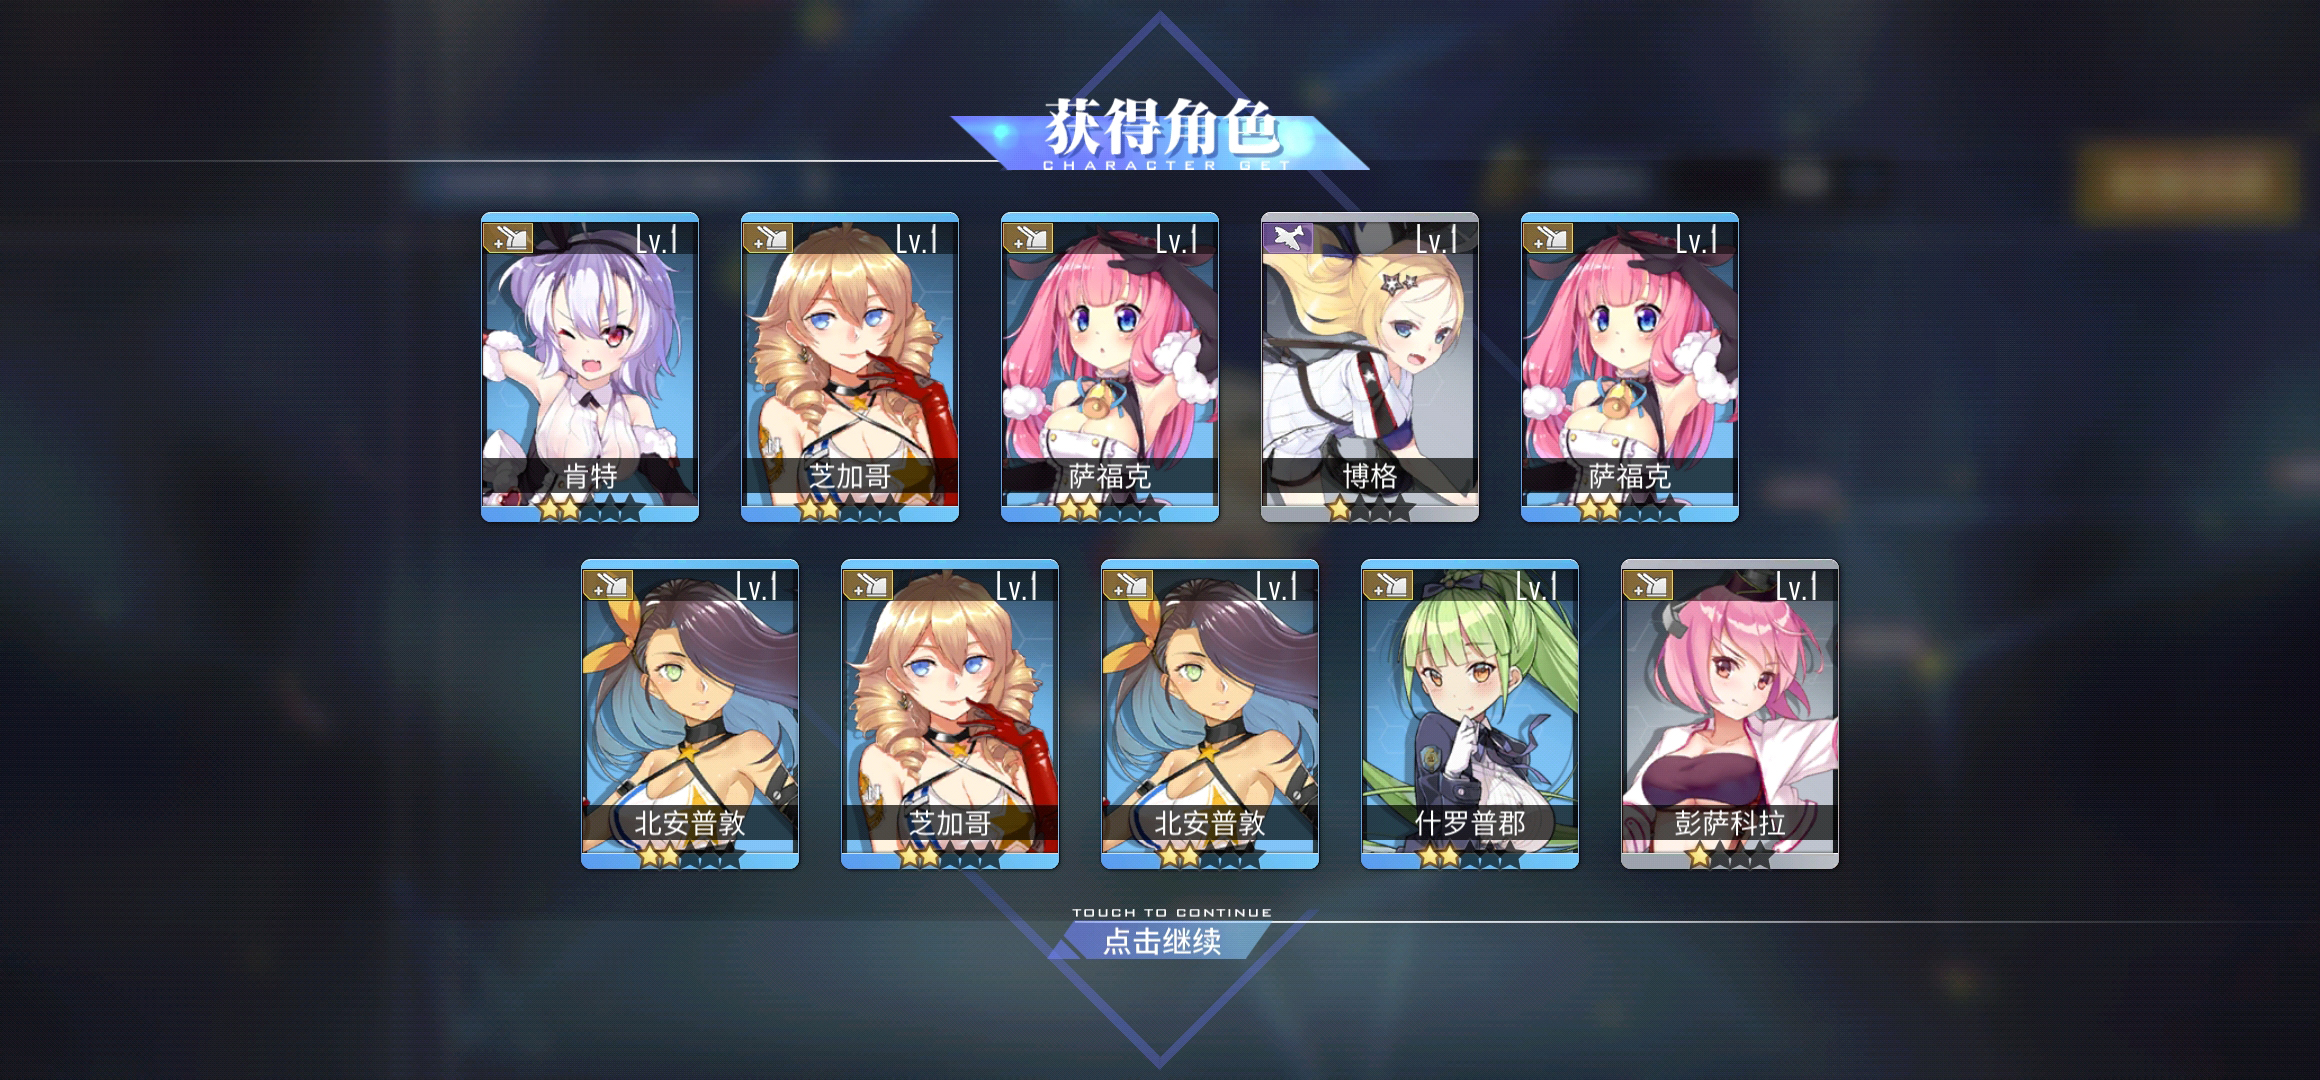 获得角色
CHARACTER GET
Lv.1 Lv.1 Lv.1 Lv.1 Lv.1
肯特 芝加哥 萨福克 博格 萨福克
Lv.1 Lv.1 Lv.1 Lv.1 Lv.1
北安普敦 芝加哥 北安普敦 什罗普郡 彭萨科拉
TOUCH TO CONTINUE
点击继续